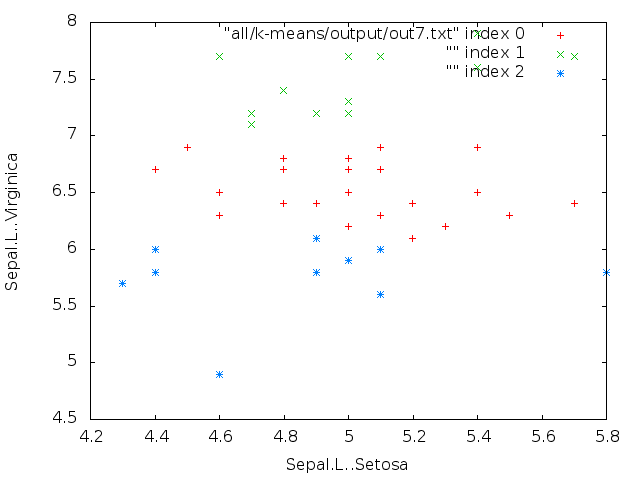 "all/k-means/output/out7.txt" index 0
"" index 1
"" index 2
8
7.5
7
6.5
6
5.5
5
4.5
Sepal.L..Virginica
4.2 4.4 4.6 4.8 5 5.2 5.4 5.6 5.8
Sepal.L..Setosa